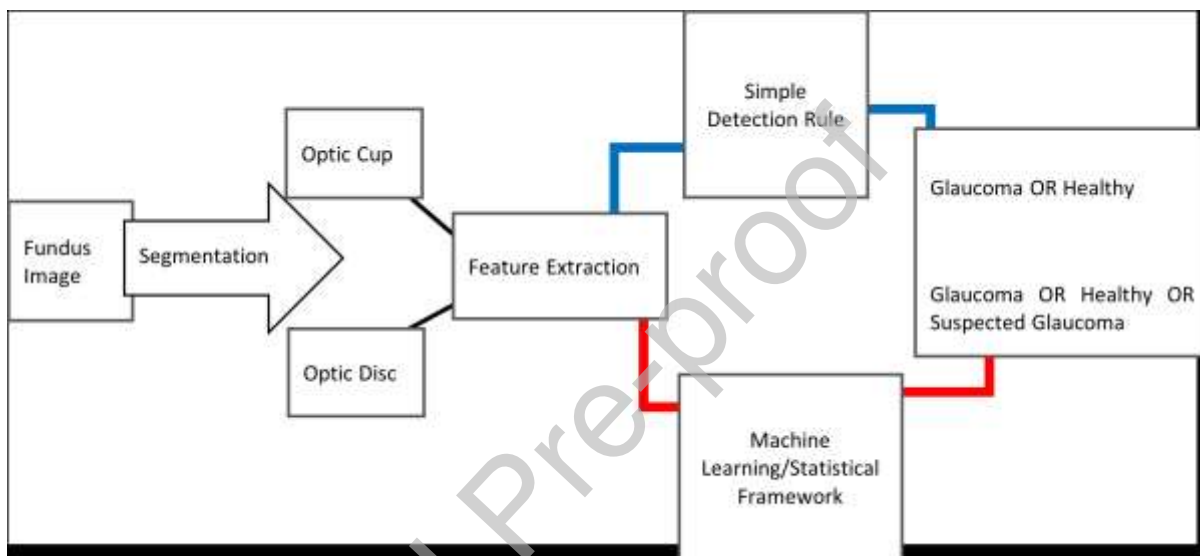 Fundus
Image
Segmentation
Optic Cup
Optic Disc
Feature Extraction
Simple
Detection Rule
Machine
Learning/Statistical
Framework
Glaucoma OR Healthy
Glaucoma OR Healthy OR
Suspected Glaucoma
Pre-proof